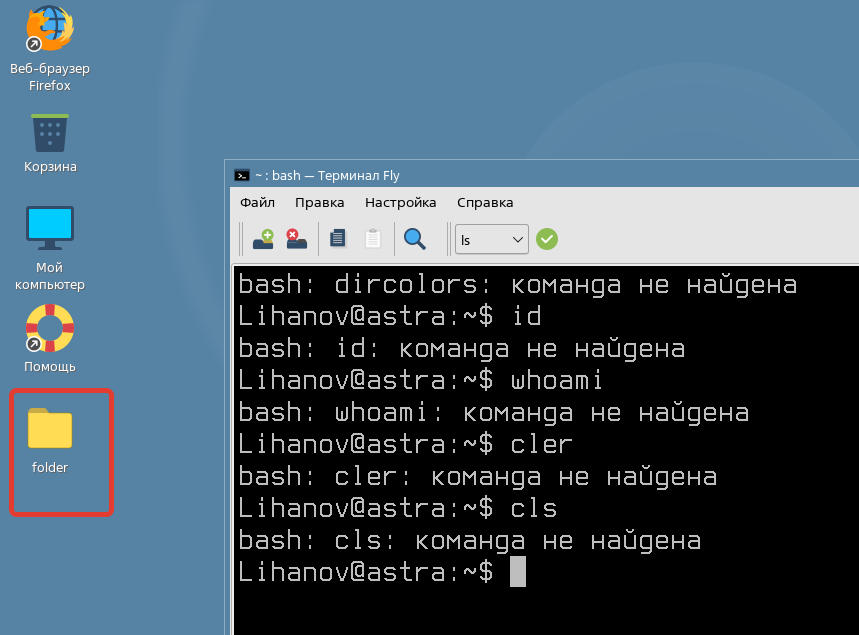 Веб-браузер
Firefox
Корзина
Мой
компьютер
Помощь
folder
~ : bash — Терминал Fly
Файл Правка Настройка Справка
ls
bash: dircolors: команда не найдена
Lihanov@astra:~$ id
bash: id: команда не найдена
Lihanov@astra:~$ whoami
bash: whoami: команда не найдена
Lihanov@astra:~$ cler
bash: cler: команда не найдена
Lihanov@astra:~$ cls
bash: cls: команда не найдена
Lihanov@astra:~$